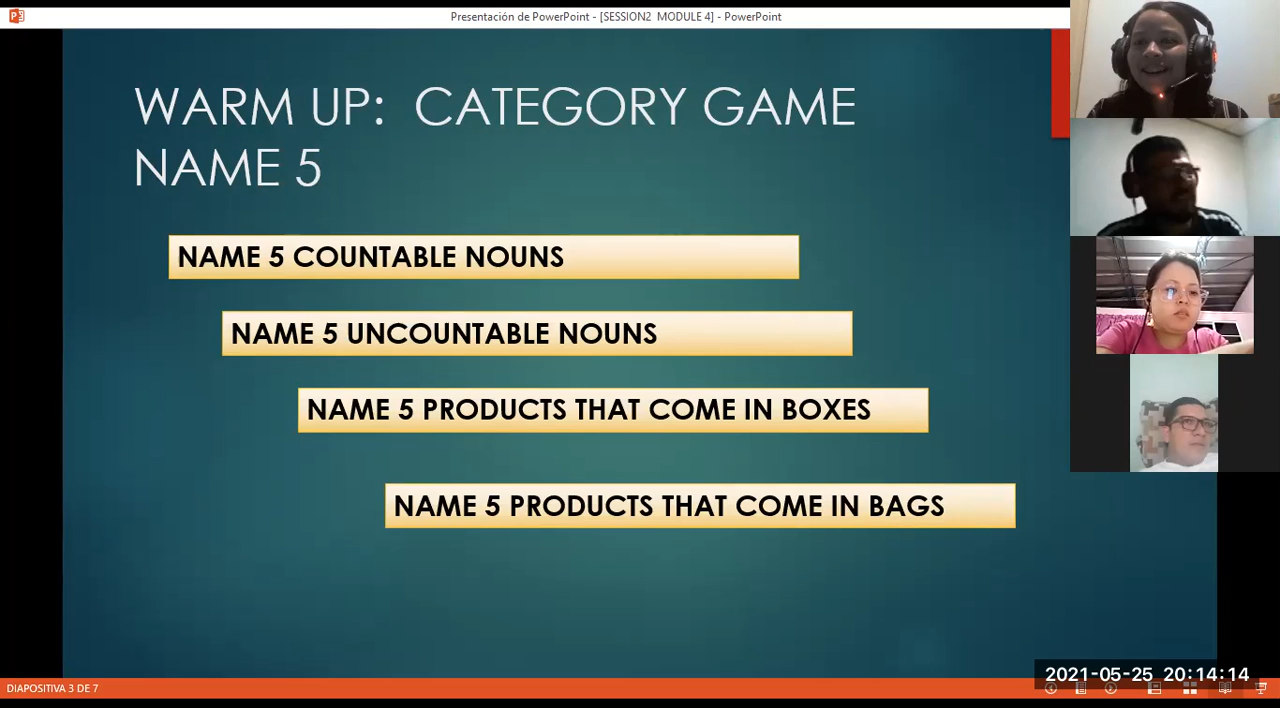 Presentación de PowerPoint - [SESSION2 MODULE 4] - PowerPoint
WARM UP: CATEGORY GAME
NAME 5
NAME 5 COUNTABLE NOUNS
NAME 5 UNCOUNTABLE NOUNS
NAME 5 PRODUCTS THAT COME IN BOXES
NAME 5 PRODUCTS THAT COME IN BAGS
2021-05-25 20:14:14
DIAPOSITIVA 3 DE 7